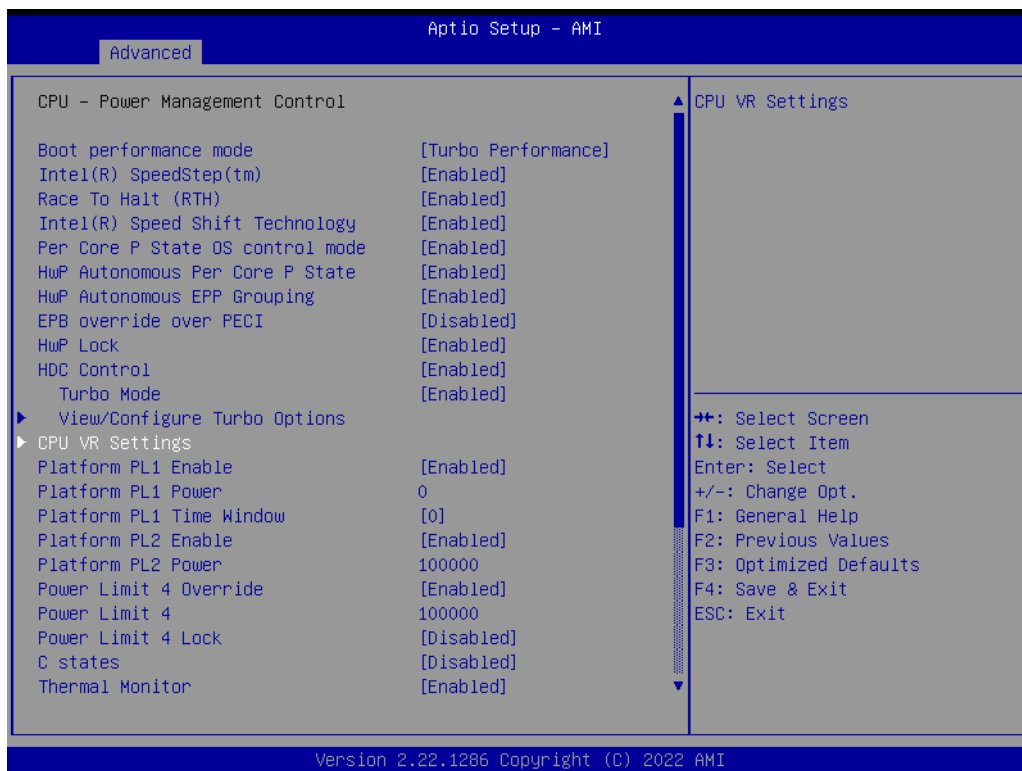 Aptio Setup – AMI
Advanced
CPU – Power Management Control
Boot performance mode [Turbo Performance]
Intel(R) SpeedStep(tm) [Enabled]
Race To Halt (RTH) [Enabled]
Intel(R) Speed Shift Technology [Enabled]
Per Core P State OS control mode [Enabled]
HwP Autonomous Per Core P State [Enabled]
HwP Autonomous EPP Grouping [Enabled]
EPB override over PECI [Disabled]
HwP Lock [Enabled]
HDC Control [Enabled]
Turbo Mode [Enabled]
View/Configure Turbo Options
CPU VR Settings
Platform PL1 Enable [Enabled]
Platform PL1 Power 0
Platform PL1 Time Window [0]
Platform PL2 Enable [Enabled]
Platform PL2 Power 100000
Power Limit 4 Override [Enabled]
Power Limit 4 100000
Power Limit 4 Lock [Disabled]
C states [Disabled]
Thermal Monitor [Enabled]
CPU VR Settings
→←: Select Screen
↑↓: Select Item
Enter: Select
+/-: Change Opt.
F1: General Help
F2: Previous Values
F3: Optimized Defaults
F4: Save & Exit
ESC: Exit
Version 2.22.1286 Copyright (C) 2022 AMI